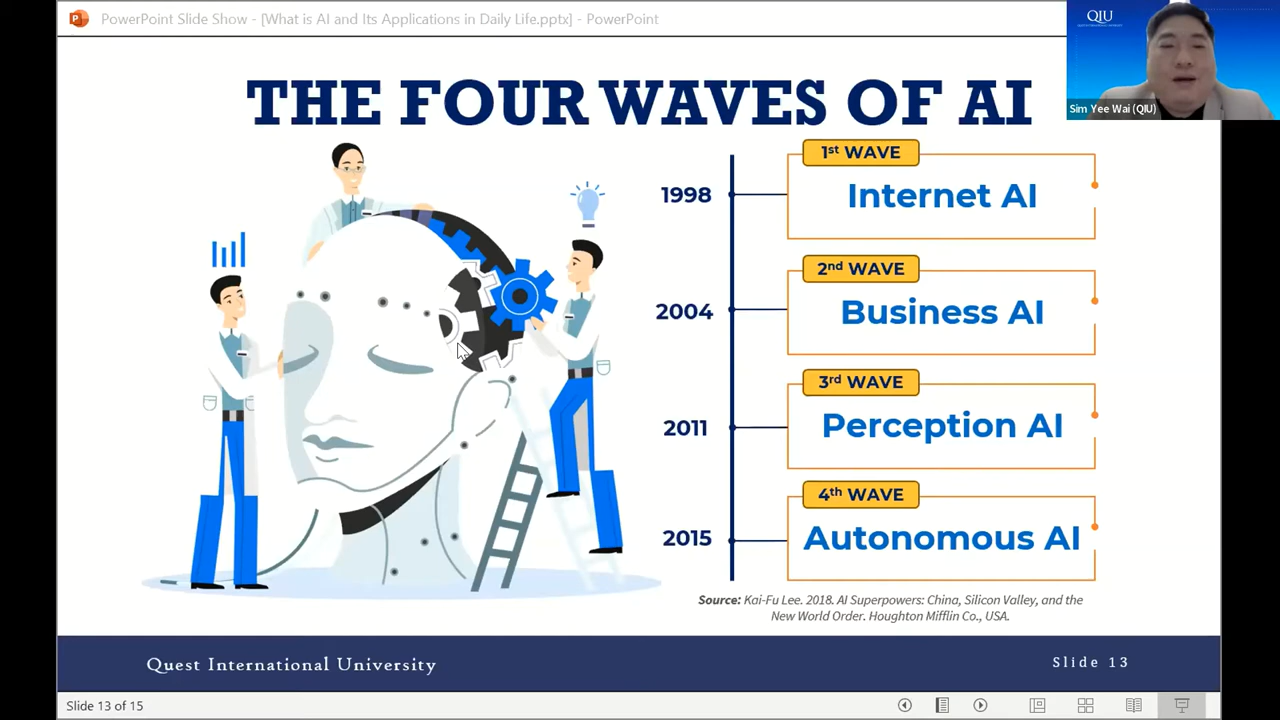 PowerPoint Slide Show - [What is AI and Its Applications in Daily Life.pptx] - PowerPoint
QIU
Sim Yee Wai (QIU)
THE FOUR WAVES OF AI
1998
1st WAVE
Internet AI
2004
2nd WAVE
Business AI
2011
3rd WAVE
Perception AI
2015
4th WAVE
Autonomous AI
Source: Kai-Fu Lee. 2018. AI Superpowers: China, Silicon Valley, and the
New World Order. Houghton Mifflin Co., USA.
Quest International University
Slide 13
Slide 13 of 15